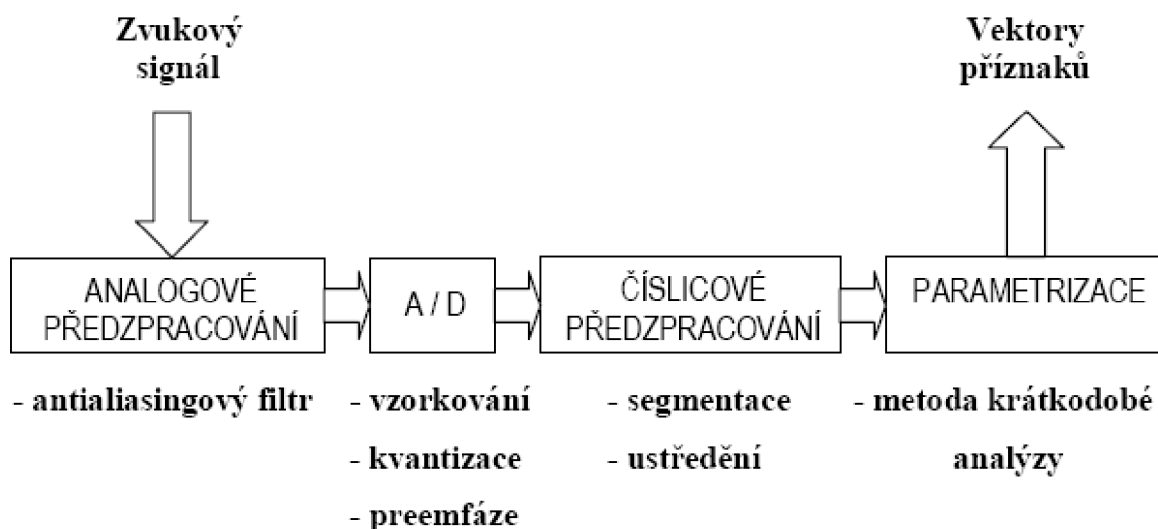 Zvukový
signál
Vektory
příznaků
ANALOGOVÉ
PŘEDZPRACOVÁNÍ
A / D
ČÍSLICOVÉ
PŘEDZPRACOVÁNÍ
PARAMETRIZACE
- antialiasingový filtr
- vzorkování
- kvantizace
- preemfáze
- segmentace
- ustředění
- metoda krátkodobé
analýzy